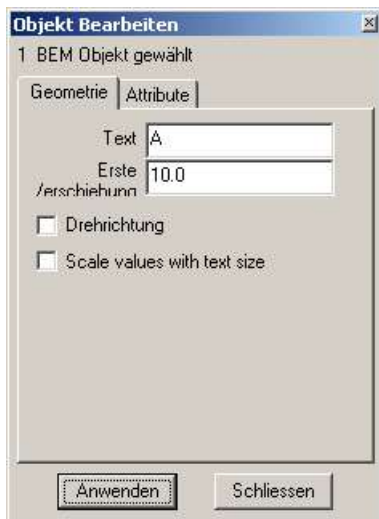 Objekt Bearbeiten
1 BEM Objekt gewählt
Geometrie Attribute
Text A
Erste 10.0
/erschiebung
Drehrichtung
Scale values with text size
Anwenden Schliessen